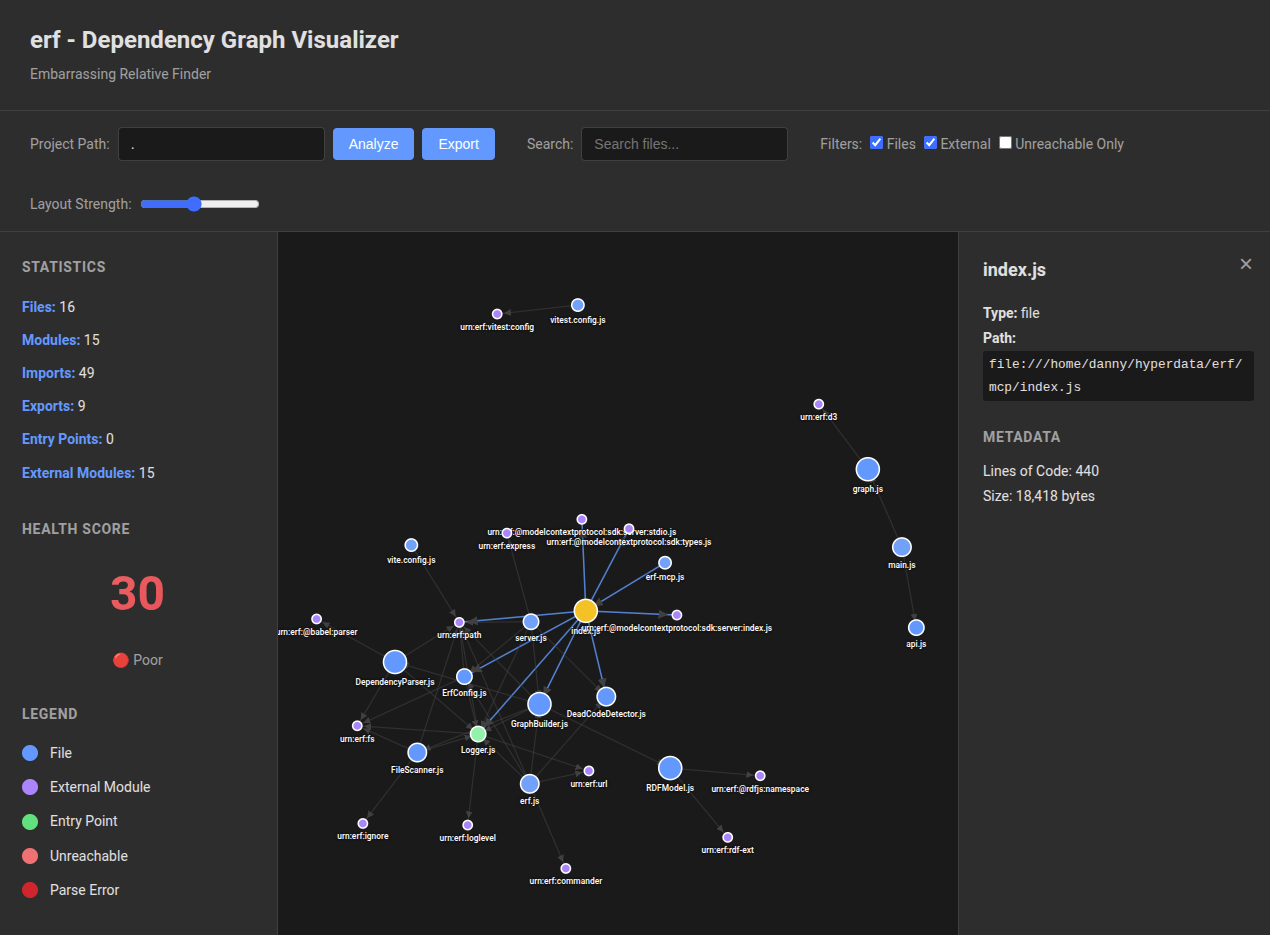 erf - Dependency Graph Visualizer
Embarrassing Relative Finder
Project Path: . Analyze Export Search: Search files... Filters: Files External Unreachable Only
Layout Strength:
STATISTICS
Files: 16
Modules: 15
Imports: 49
Exports: 9
Entry Points: 0
External Modules: 15
HEALTH SCORE
30
Poor
LEGEND
File
External Module
Entry Point
Unreachable
Parse Error
vitest.config.js
urn:erf:vitest:config
urn:erf:d3
graph.js
main.js
api.js
urn:erf:@modelcontextprotocol:sdk:server:stdio.js
urn:erf:@modelcontextprotocol:sdk:types.js
urn:erf:express
vite.config.js
erf-mcp.js
index.js
urn:erf:@modelcontextprotocol:sdk:server:index.js
urn:erf:@babel:parser
urn:erf:path
server.js
DependencyParser.js
ErfConfig.js
GraphBuilder.js
DeadCodeDetector.js
urn:erf:fs
Logger.js
FileScanner.js
erf.js
urn:erf:url
RDFModel.js
urn:erf:@rdfjs:namespace
urn:erf:ignore
urn:erf:loglevel
urn:erf:rdf-ext
urn:erf:commander
index.js ✕
Type: file
Path:
file:///home/danny/hyperdata/erf/
mcp/index.js
METADATA
Lines of Code: 440
Size: 18,418 bytes